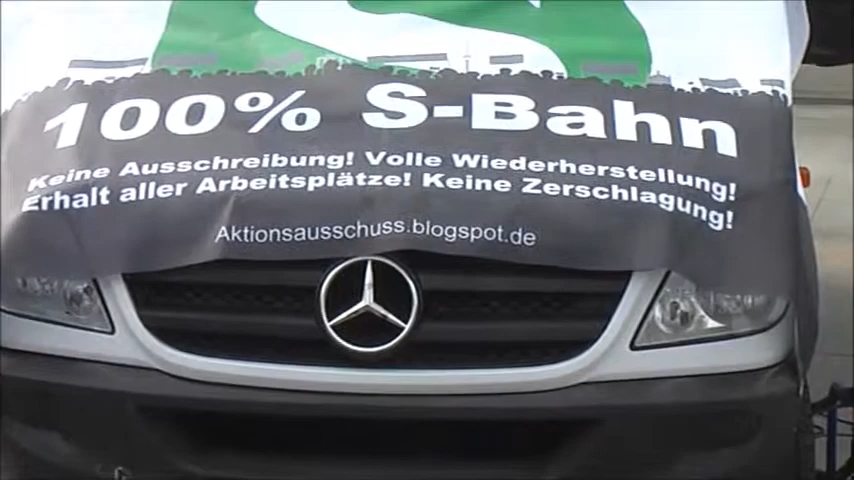 100% S-Bahn
Keine Ausschreibung! Volle Wiederherstellung!
Erhalt aller Arbeitsplätze! Keine Zerschlagung!
Aktionsausschuss.blogspot.de